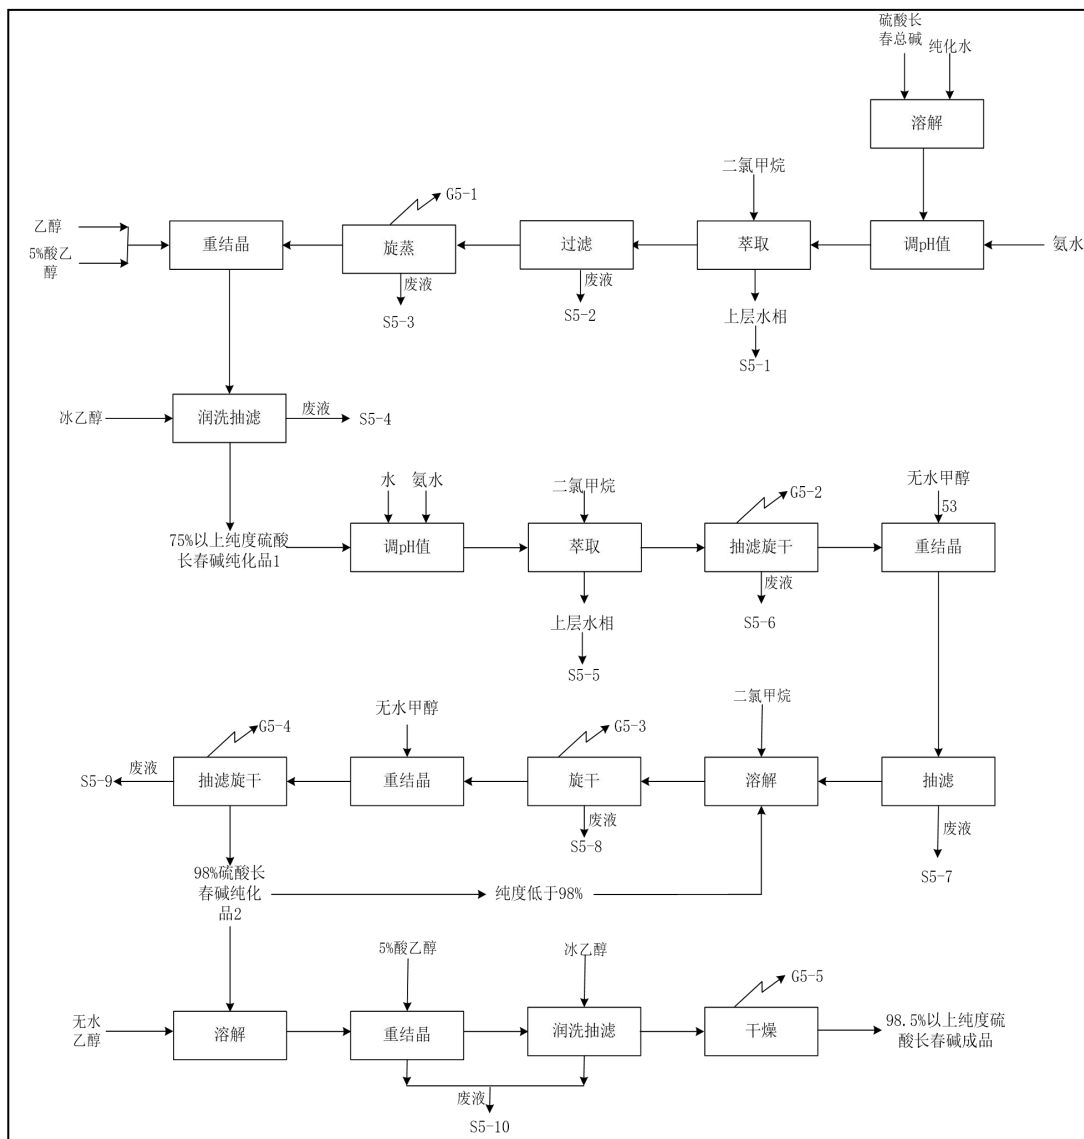 硫酸长
春总碱
纯化水
溶解
二氯甲烷
G5-1
乙醇
5%酸乙
醇
重结晶
旋蒸
过滤
萃取
调pH值
氨水
废液
S5-3
废液
S5-2
上层水相
S5-1
冰乙醇
润洗抽滤
废液
S5-4
水
氨水
二氯甲烷
G5-2
无水甲醇
53
75%以上纯度硫酸
长春碱纯化品1
调pH值
萃取
抽滤旋干
重结晶
上层水相
S5-5
废液
S5-6
二氯甲烷
G5-3
无水甲醇
G5-4
S5-9
废液
抽滤旋干
重结晶
旋干
溶解
抽滤
废液
S5-8
废液
S5-7
98%硫酸长
春碱纯化
品2
纯度低于98%
5%酸乙醇
冰乙醇
G5-5
无水
乙醇
溶解
重结晶
润洗抽滤
干燥
98.5%以上纯度硫
酸长春碱成品
废液
S5-10